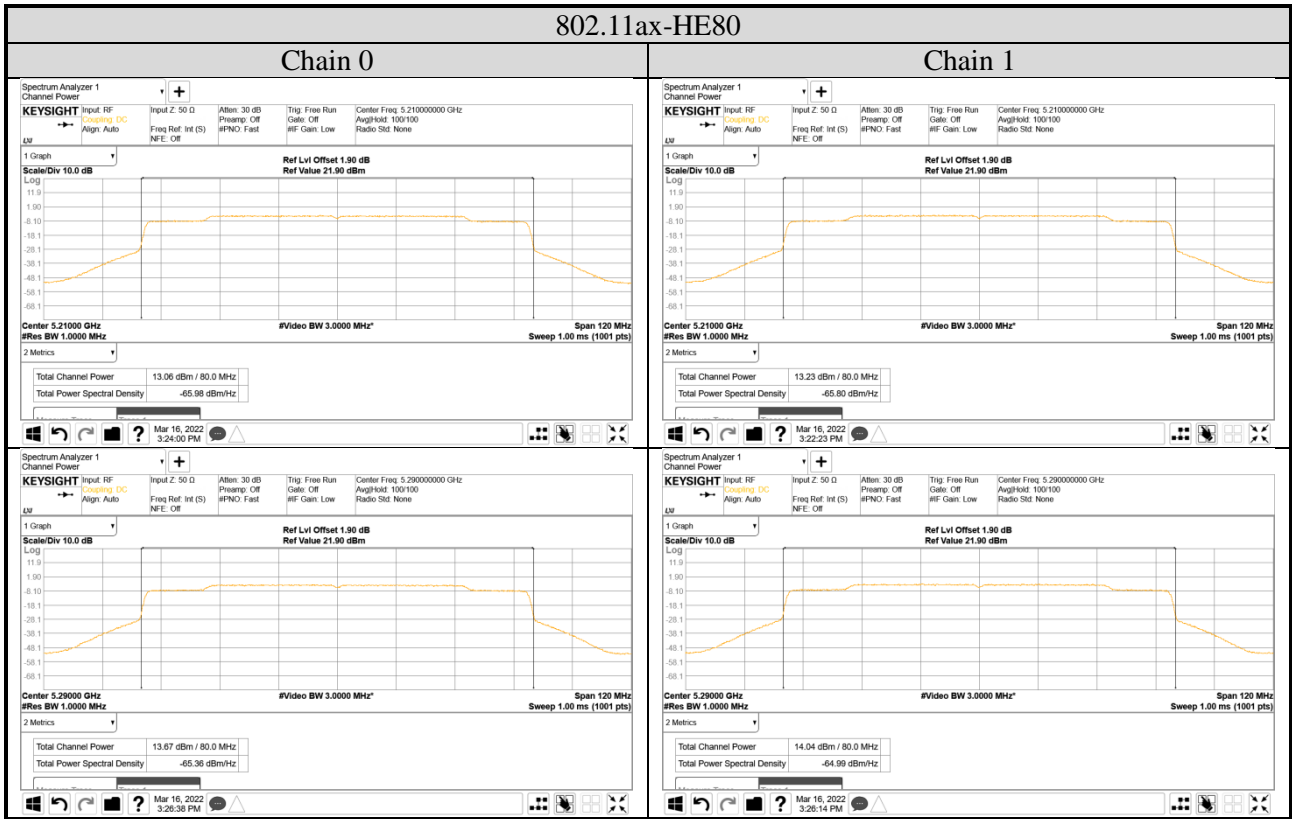 802.11ax-HE80
Chain 0
Chain 1
Spectrum Analyzer 1
Channel Power
+
KEYSIGHT Input: RF
Coupling: DC
Align: Auto
Input Z: 50 Ω
Freq Ref: Int (S)
NFE: Off
Atten: 30 dB
Preamp: Off
#PNO: Fast
Trig: Free Run
Gate: Off
#IF Gain: Low
Center Freq: 5.210000000 GHz
Avg|Hold: 100/100
Radio Std: None
LXI
1 Graph
Scale/Div 10.0 dB
Ref Lvl Offset 1.90 dB
Ref Value 21.90 dBm
Log
11.9
1.90
-8.10
-18.1
-28.1
-38.1
-48.1
-58.1
-68.1
Center 5.21000 GHz
#Res BW 1.0000 MHz
#Video BW 3.0000 MHz*
Span 120 MHz
Sweep 1.00 ms (1001 pts)
2 Metrics
Total Channel Power 13.06 dBm / 80.0 MHz
Total Power Spectral Density -65.98 dBm/Hz
? Mar 16, 2022
3:24:00 PM
Spectrum Analyzer 1
Channel Power
+
KEYSIGHT Input: RF
Coupling: DC
Align: Auto
Input Z: 50 Ω
Freq Ref: Int (S)
NFE: Off
Atten: 30 dB
Preamp: Off
#PNO: Fast
Trig: Free Run
Gate: Off
#IF Gain: Low
Center Freq: 5.210000000 GHz
Avg|Hold: 100/100
Radio Std: None
LXI
1 Graph
Scale/Div 10.0 dB
Ref Lvl Offset 1.90 dB
Ref Value 21.90 dBm
Log
11.9
1.90
-8.10
-18.1
-28.1
-38.1
-48.1
-58.1
-68.1
Center 5.21000 GHz
#Res BW 1.0000 MHz
#Video BW 3.0000 MHz*
Span 120 MHz
Sweep 1.00 ms (1001 pts)
2 Metrics
Total Channel Power 13.23 dBm / 80.0 MHz
Total Power Spectral Density -65.80 dBm/Hz
? Mar 16, 2022
3:22:23 PM
Spectrum Analyzer 1
Channel Power
+
KEYSIGHT Input: RF
Coupling: DC
Align: Auto
Input Z: 50 Ω
Freq Ref: Int (S)
NFE: Off
Atten: 30 dB
Preamp: Off
#PNO: Fast
Trig: Free Run
Gate: Off
#IF Gain: Low
Center Freq: 5.290000000 GHz
Avg|Hold: 100/100
Radio Std: None
LXI
1 Graph
Scale/Div 10.0 dB
Ref Lvl Offset 1.90 dB
Ref Value 21.90 dBm
Log
11.9
1.90
-8.10
-18.1
-28.1
-38.1
-48.1
-58.1
-68.1
Center 5.29000 GHz
#Res BW 1.0000 MHz
#Video BW 3.0000 MHz*
Span 120 MHz
Sweep 1.00 ms (1001 pts)
2 Metrics
Total Channel Power 13.67 dBm / 80.0 MHz
Total Power Spectral Density -65.36 dBm/Hz
? Mar 16, 2022
3:26:38 PM
Spectrum Analyzer 1
Channel Power
+
KEYSIGHT Input: RF
Coupling: DC
Align: Auto
Input Z: 50 Ω
Freq Ref: Int (S)
NFE: Off
Atten: 30 dB
Preamp: Off
#PNO: Fast
Trig: Free Run
Gate: Off
#IF Gain: Low
Center Freq: 5.290000000 GHz
Avg|Hold: 100/100
Radio Std: None
LXI
1 Graph
Scale/Div 10.0 dB
Ref Lvl Offset 1.90 dB
Ref Value 21.90 dBm
Log
11.9
1.90
-8.10
-18.1
-28.1
-38.1
-48.1
-58.1
-68.1
Center 5.29000 GHz
#Res BW 1.0000 MHz
#Video BW 3.0000 MHz*
Span 120 MHz
Sweep 1.00 ms (1001 pts)
2 Metrics
Total Channel Power 14.04 dBm / 80.0 MHz
Total Power Spectral Density -64.99 dBm/Hz
? Mar 16, 2022
3:26:14 PM